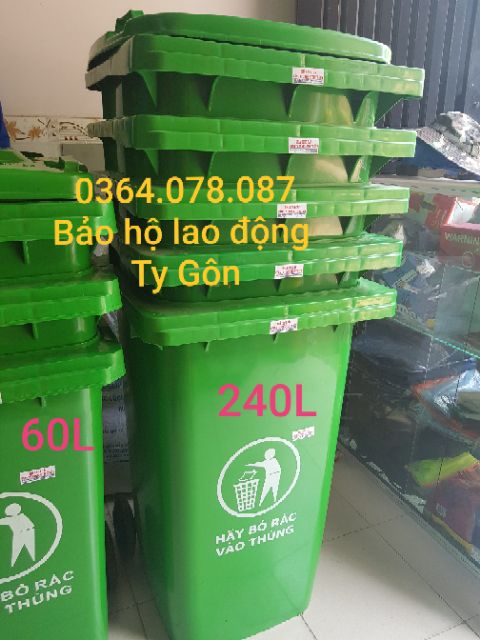 0364.078.087
Bảo hộ lao động
Ty Gôn
240L
60L
HÃY BỎ RÁC
VÀO THÙNG
BỎ RÁC
THÙNG
WARNIN